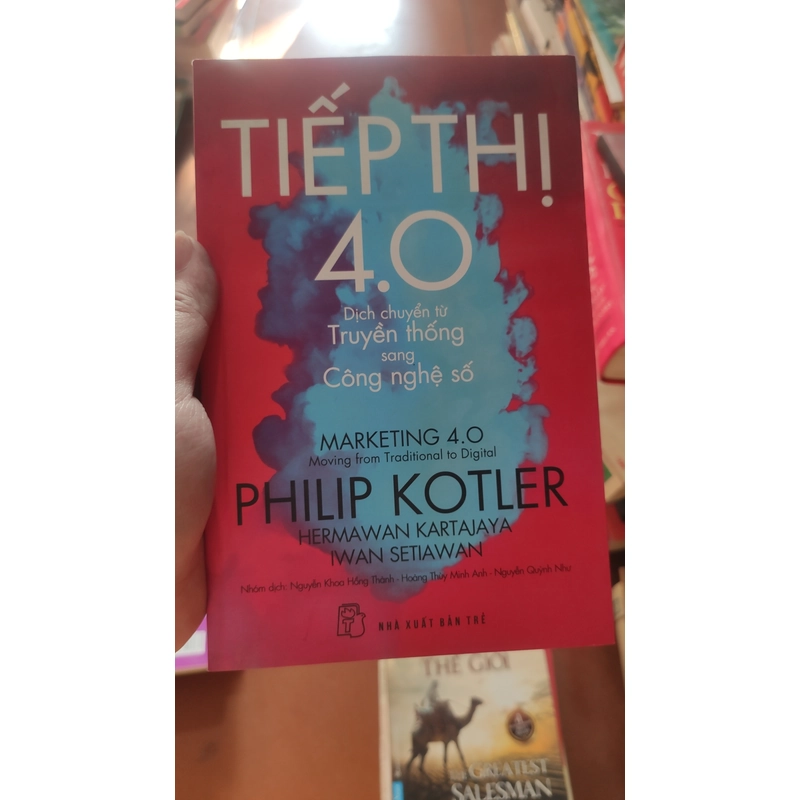 TIẾP THỊ
4.0
Dịch chuyển từ
Truyền thống
sang
Công nghệ số
MARKETING 4.0
Moving from Traditional to Digital
PHILIP KOTLER
HERMAWAN KARTAJAYA
IWAN SETIAWAN
Nhóm dịch: Nguyễn Khoa Hồng Thành - Hoàng Thùy Minh Anh - Nguyễn Quỳnh Như
NHÀ XUẤT BẢN TRẺ
THẾ GIỚI
GREATEST
SALESMAN